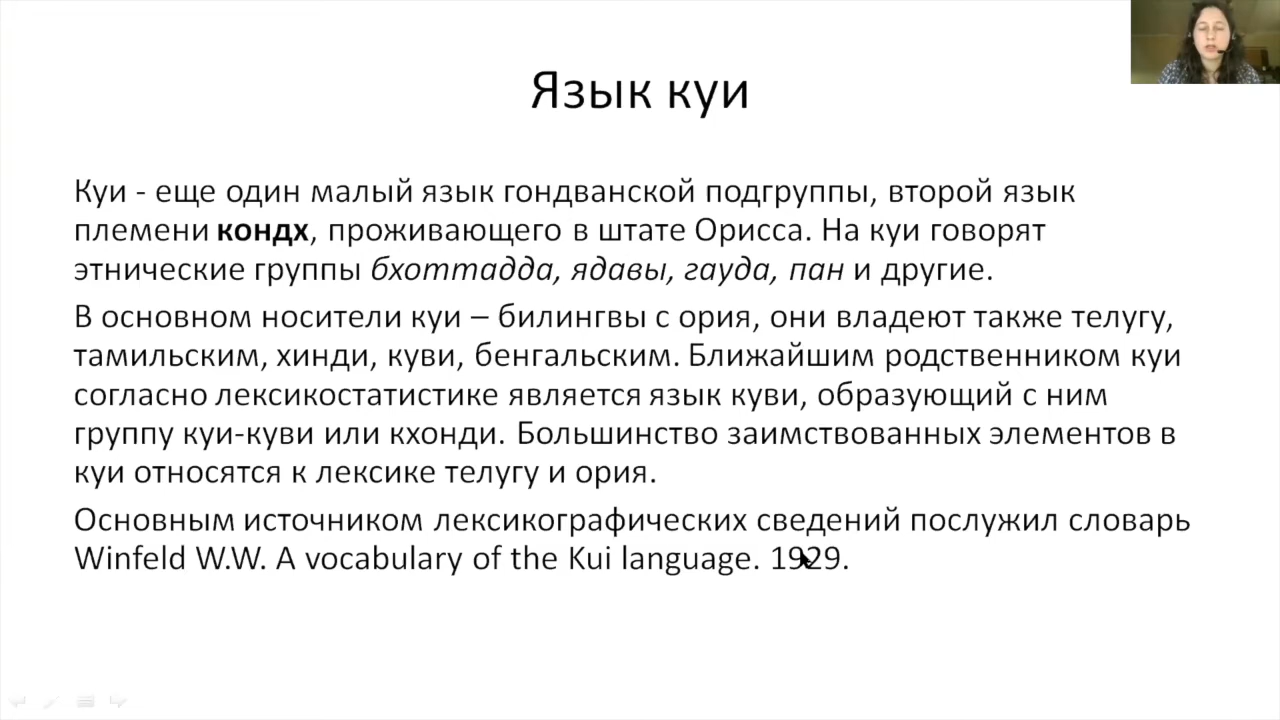 Язык куи
Куи - еще один малый язык гондванской подгруппы, второй язык
племени кондх, проживающего в штате Орисса. На куи говорят
этнические группы бхоттадда, ядавы, гауда, пан и другие.
В основном носители куи – билингвы с ория, они владеют также телугу,
тамильским, хинди, куви, бенгальским. Ближайшим родственником куи
согласно лексикостатистике является язык куви, образующий с ним
группу куи-куви или кхонди. Большинство заимствованных элементов в
куи относятся к лексике телугу и ория.
Основным источником лексикографических сведений послужил словарь
Winfeld W.W. A vocabulary of the Kui language. 1929.